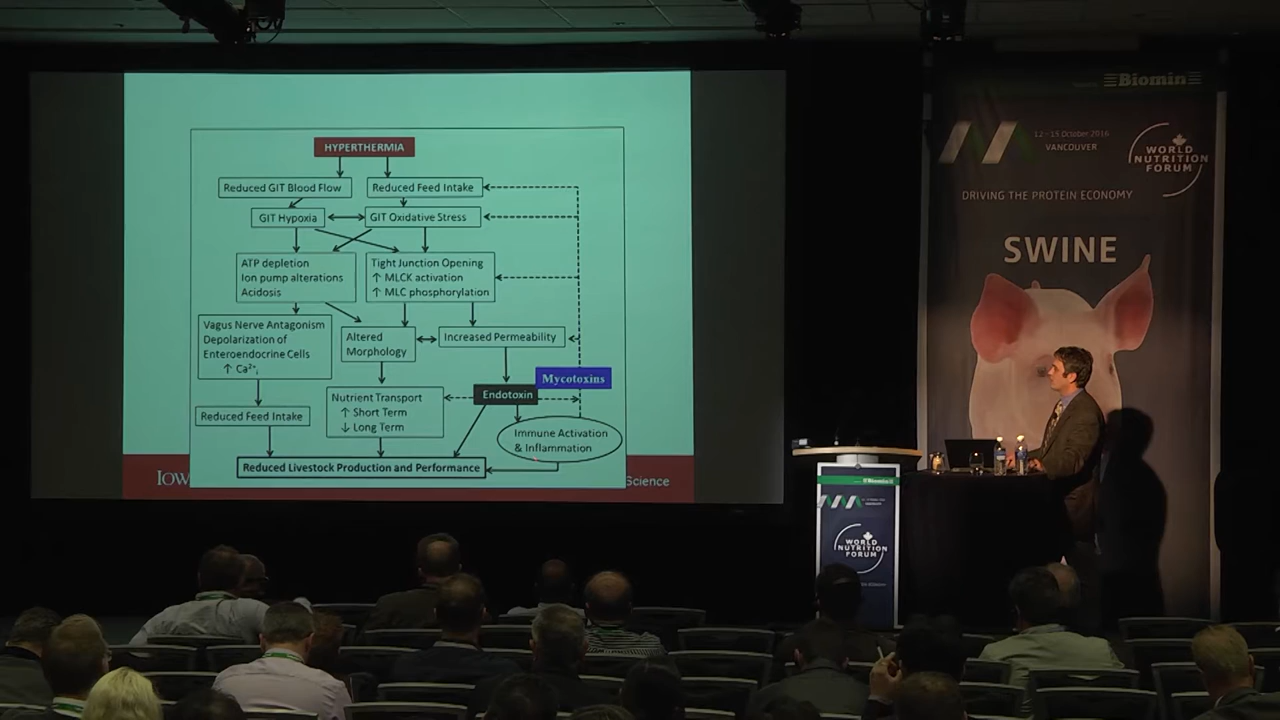 HYPERTHERMIA
Reduced GIT Blood Flow
Reduced Feed Intake
GIT Hypoxia
GIT Oxidative Stress
ATP depletion
Ion pump alterations
Acidosis
Tight Junction Opening
↑ MLCK activation
↑ MLC phosphorylation
Vagus Nerve Antagonism
Depolarization of
Enteroendocrine Cells
↑ Ca²⁺ᵢ
Altered
Morphology
Increased Permeability
Mycotoxins
Endotoxin
Nutrient Transport
↑ Short Term
↓ Long Term
Reduced Feed Intake
Immune Activation
& Inflammation
Reduced Livestock Production and Performance
Iow
Science
Biomin
12 - 15 October 2016
VANCOUVER
WORLD
NUTRITION
FORUM
DRIVING THE PROTEIN ECONOMY
SWINE
Biomin
WORLD
NUTRITION
FORUM